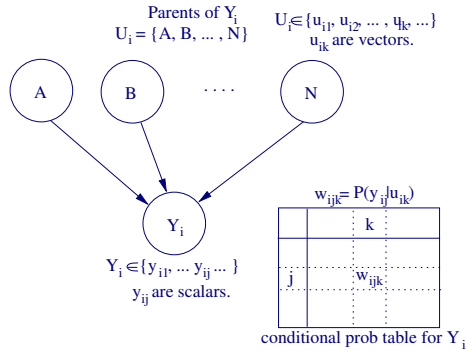 Parents of Y_i
U_i = {A, B, ... , N}
U_i∈{u_i1, u_i2, ... , u_ik, ...}
u_ik are vectors.
A
B
. . . .
N
Y_i
Y_i ∈{y_i1, ... y_ij ... }
y_ij are scalars.
w_ijk = P(y_ij|u_ik)
k
j
w_ijk
conditional prob table for Y_i